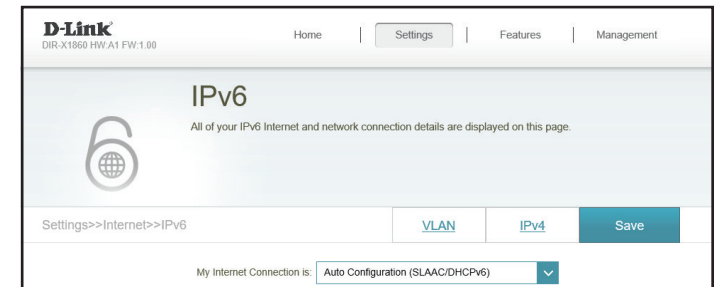 D-Link
DIR-X1860 HW:A1 FW:1.00
Home | Settings | Features | Management
IPv6
All of your IPv6 Internet and network connection details are displayed on this page.
Settings>>Internet>>IPv6
VLAN
IPv4
Save
My Internet Connection is: Auto Configuration (SLAAC/DHCPv6)